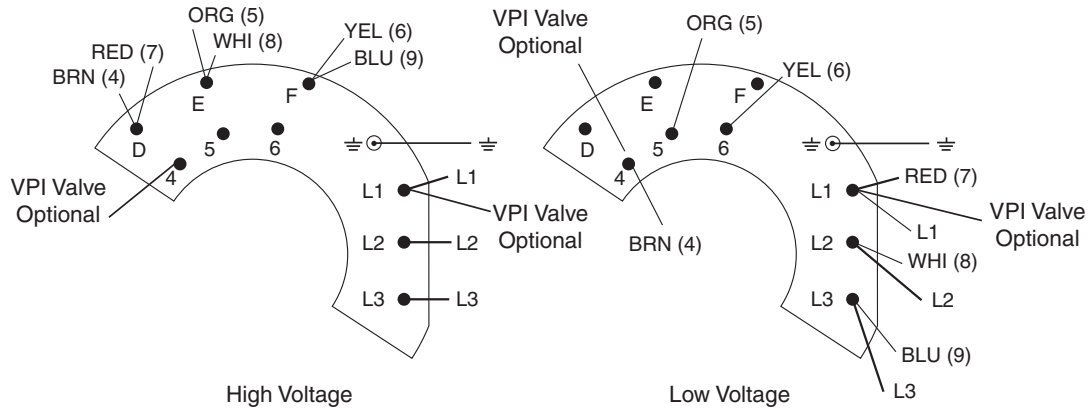 ORG (5)
WHI (8)
RED (7)
BRN (4)
YEL (6)
BLU (9)
E
F
D
5
6
4
VPI Valve
Optional
L1
L1
VPI Valve
Optional
L2
L2
L3
L3
High Voltage
VPI Valve
Optional
ORG (5)
YEL (6)
E
F
D
5
6
4
BRN (4)
L1
RED (7)
VPI Valve
Optional
L1
L2
WHI (8)
L2
L3
BLU (9)
L3
Low Voltage